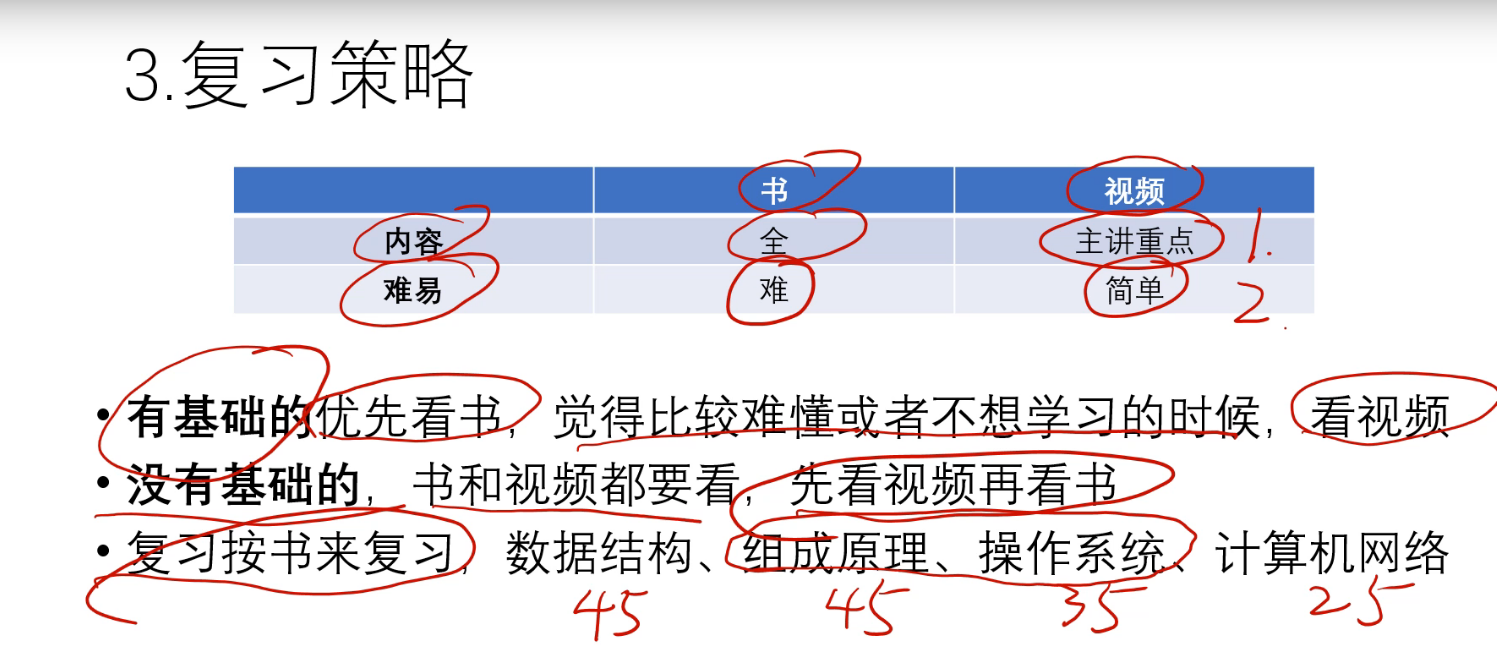 3.复习策略
书 视频
内容 全 主讲重点 1.
难易 难 简单 2.
• 有基础的优先看书，觉得比较难懂或者不想学习的时候，看视频
• 没有基础的，书和视频都要看，先看视频再看书
• 复习按书来复习，数据结构、组成原理、操作系统、计算机网络
45 45 35 25